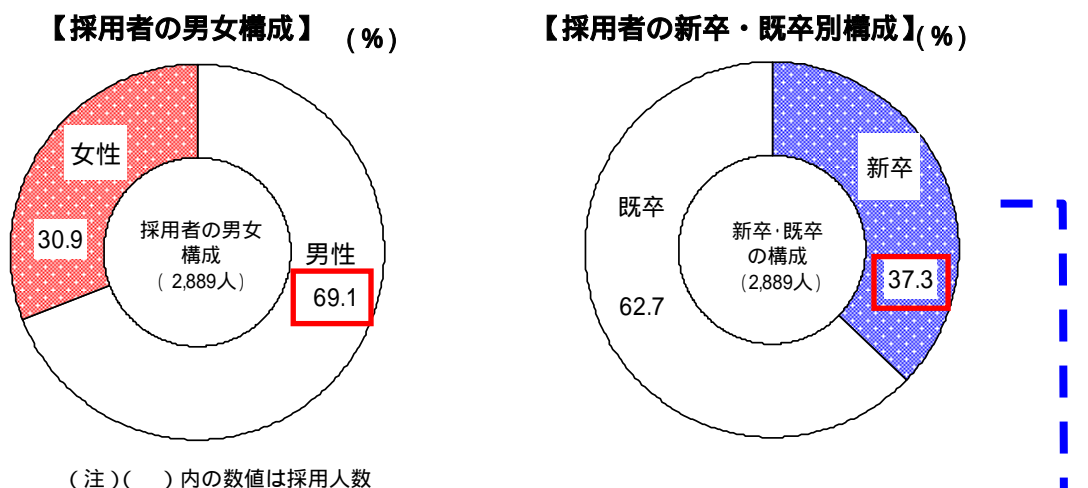 【採用者の男女構成】 (%)
女性
30.9
採用者の男女
構成
( 2,889人)
男性
69.1
(注)(　)内の数値は採用人数
【採用者の新卒・既卒別構成】(%)
新卒
37.3
新卒·既卒
の構成
(2,889人)
既卒
62.7